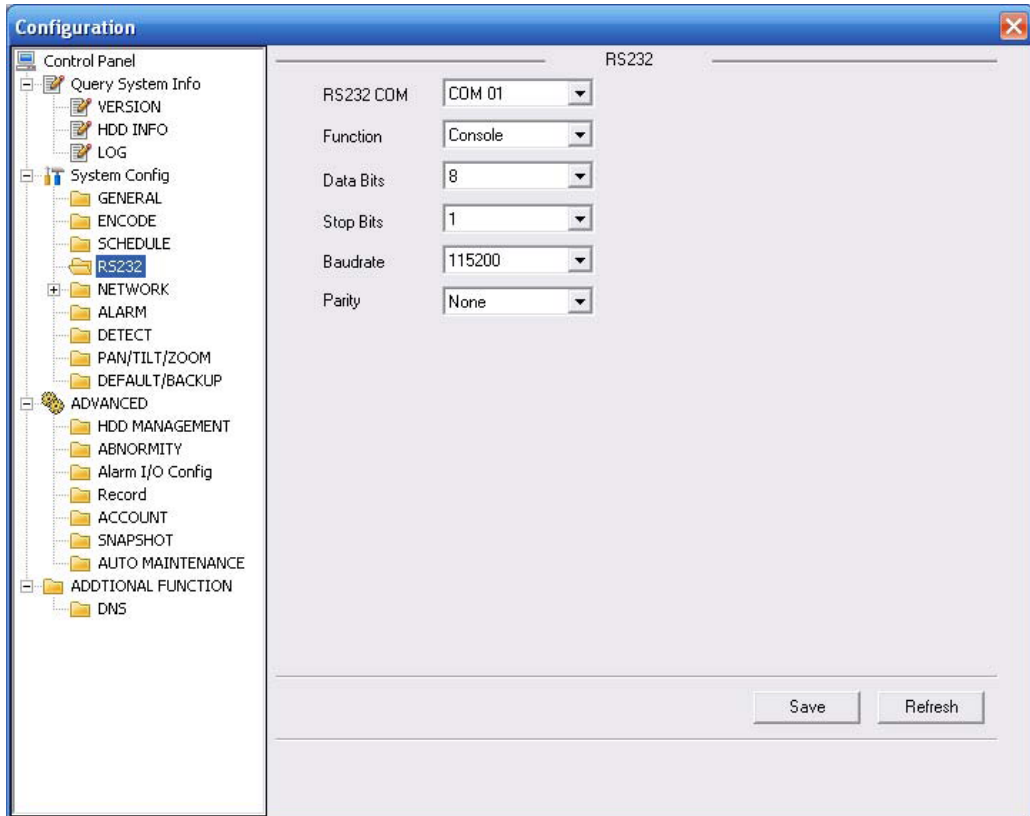 Configuration
Control Panel
Query System Info
VERSION
HDD INFO
LOG
System Config
GENERAL
ENCODE
SCHEDULE
RS232
NETWORK
ALARM
DETECT
PAN/TILT/ZOOM
DEFAULT/BACKUP
ADVANCED
HDD MANAGEMENT
ABNORMITY
Alarm I/O Config
Record
ACCOUNT
SNAPSHOT
AUTO MAINTENANCE
ADDTIONAL FUNCTION
DNS
RS232
RS232 COM COM 01
Function Console
Data Bits 8
Stop Bits 1
Baudrate 115200
Parity None
Save Refresh